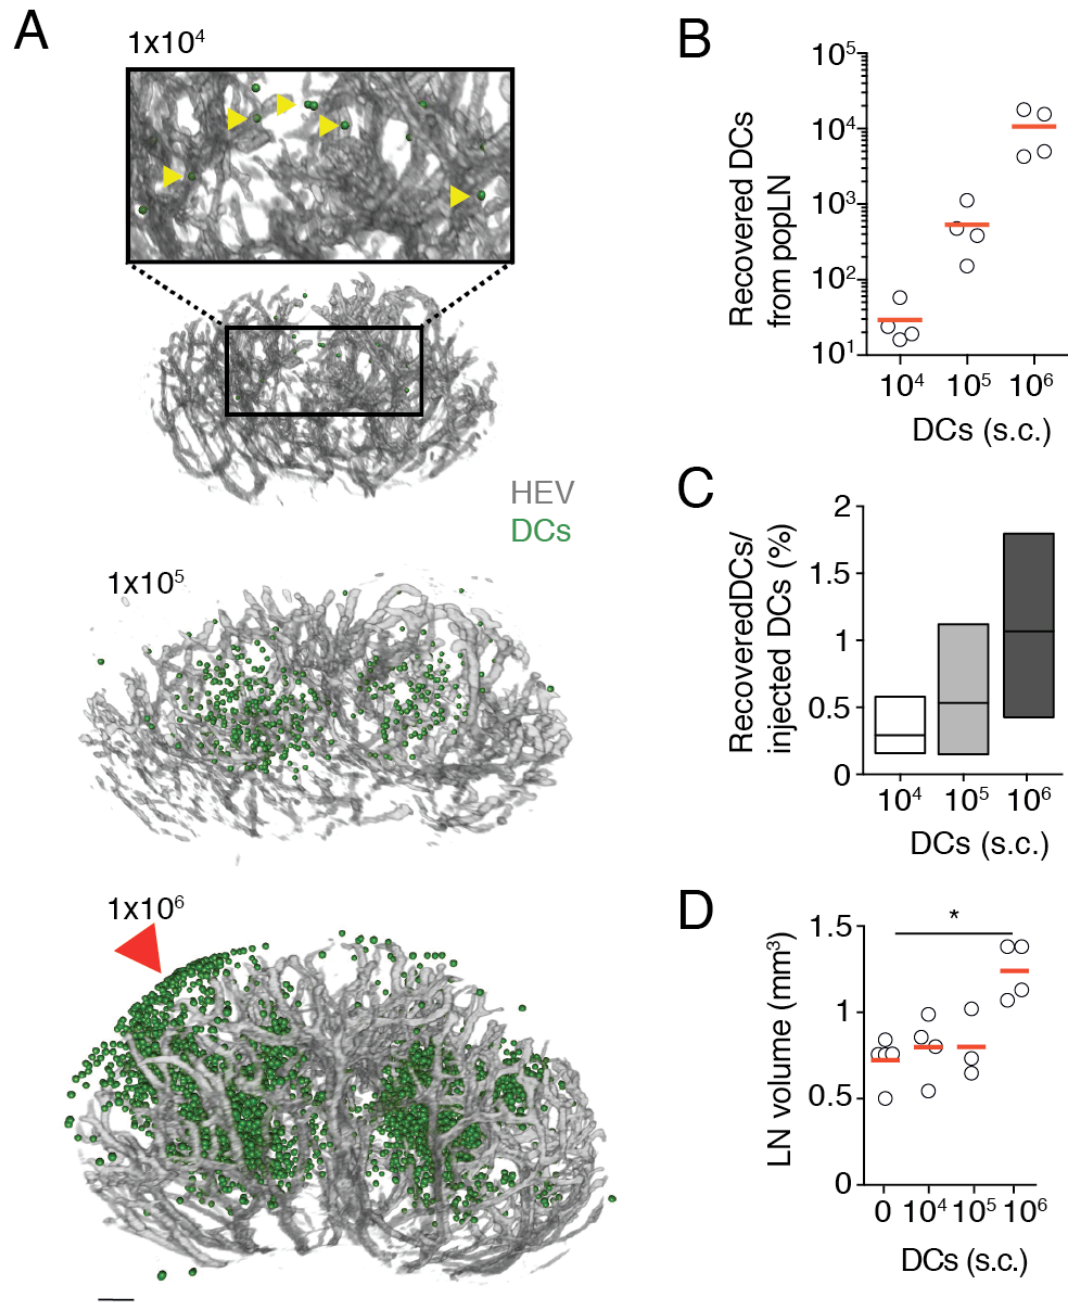 A
1x10⁴
HEV
DCs
1x10⁵
1x10⁶
B
Recovered DCs
from popLN
10⁵
10⁴
10³
10²
10¹
10⁴ 10⁵ 10⁶
DCs (s.c.)
C
RecoveredDCs/
injected DCs (%)
2
1.5
1
0.5
0
10⁴ 10⁵ 10⁶
DCs (s.c.)
D
LN volume (mm³)
1.5
1
0.5
0
*
0 10⁴ 10⁵ 10⁶
DCs (s.c.)